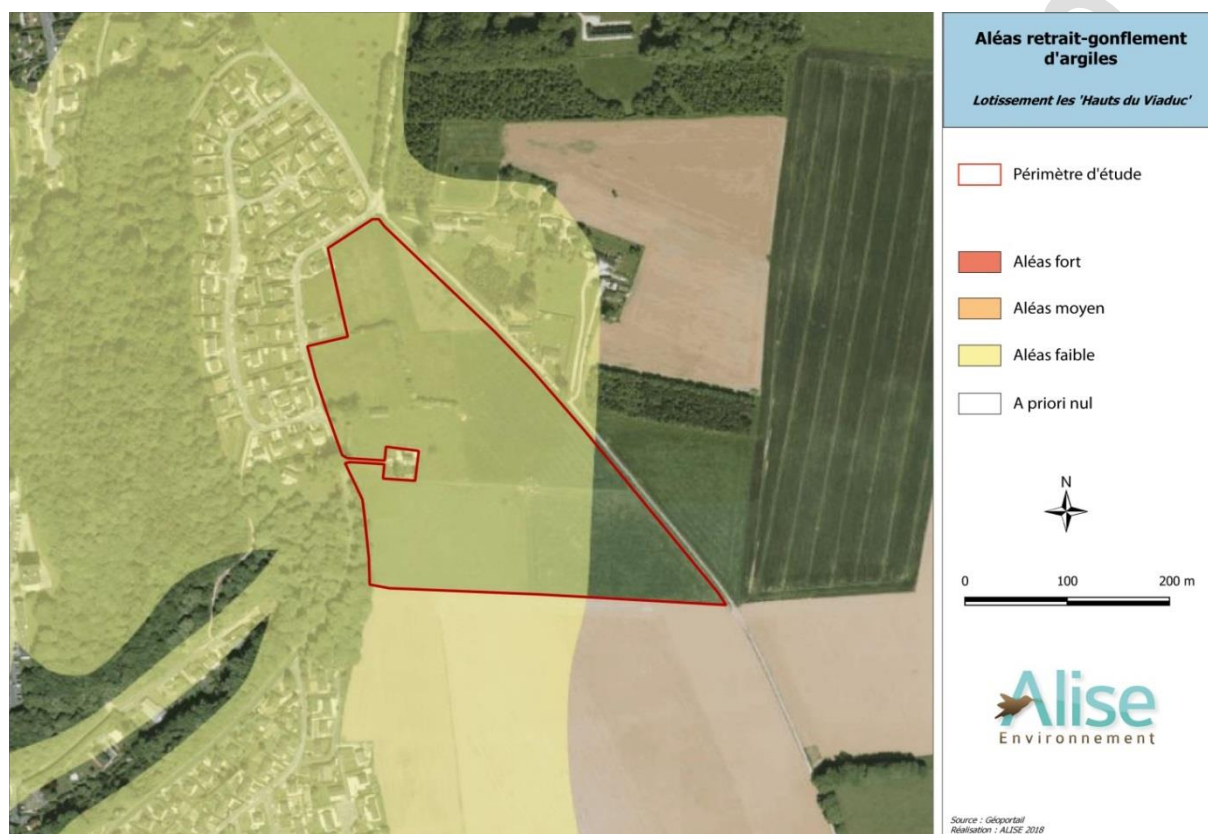 Aléas retrait-gonflement
d'argiles
Lotissement les 'Hauts du Viaduc'
Périmètre d'étude
Aléas fort
Aléas moyen
Aléas faible
A priori nul
N
0 100 200 m
Alise
Environnement
Source : Géoportail
Réalisation : ALISE 2018